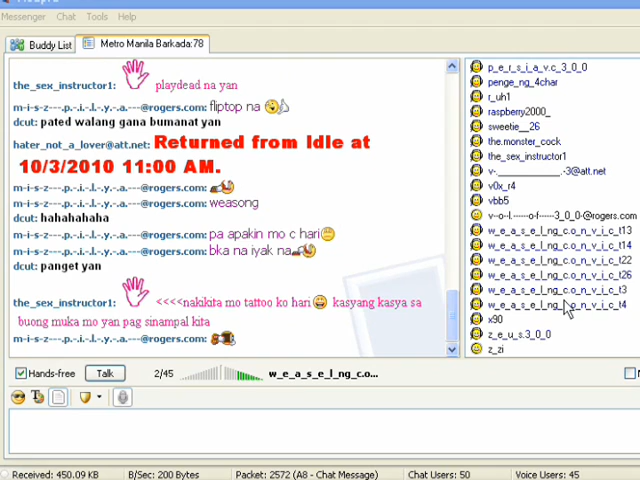 Messenger Chat Tools Help
Buddy List
Metro Manila Barkada:78
the_sex_instructor1: playdead na yan
m-i-s-z---.p.-.i.-.l.-.y.-.a.---@rogers.com: fliptop na
dcut: pated walang gana bumanat yan
hater_not_a_lover@att.net: Returned from Idle at
10/3/2010 11:00 AM.
m-i-s-z---.p.-.i.-.l.-.y.-.a.---@rogers.com:
m-i-s-z---.p.-.i.-.l.-.y.-.a.---@rogers.com: weasong
dcut: hahahahaha
m-i-s-z---.p.-.i.-.l.-.y.-.a.---@rogers.com: pa apakin mo c hari
m-i-s-z---.p.-.i.-.l.-.y.-.a.---@rogers.com: bka na iyak na
dcut: panget yan
the_sex_instructor1: <<<<nakikita mo tattoo ko hari kasyang kasya sa
buong muka mo yan pag sinampal kita
m-i-s-z---.p.-.i.-.l.-.y.-.a.---@rogers.com:
p_e_r_s_i_a_v.c_3_0_0
penge_ng_4char
r_uh1
raspberry2000_
sweetie__26
the.monster_cock
the_sex_instructor1
v0x_r4
vbb5
w_e_a_s_e_l_ng_c.o_n_v_i_c_t13
w_e_a_s_e_l_ng_c.o_n_v_i_c_t14
w_e_a_s_e_l_ng_c.o_n_v_i_c_t22
w_e_a_s_e_l_ng_c.o_n_v_i_c_t26
w_e_a_s_e_l_ng_c.o_n_v_i_c_t3
w_e_a_s_e_l_ng_c.o_n_v_i_c_t4
x90
z_e_u_s.3_0_0
z_zi
Hands-free Talk 2/45 w_e_a_s_e_l_ng_c.o...
Received: 450.09 KB B/Sec: 200 Bytes Packet: 2572 (A8 - Chat Message) Chat Users: 50 Voice Users: 45